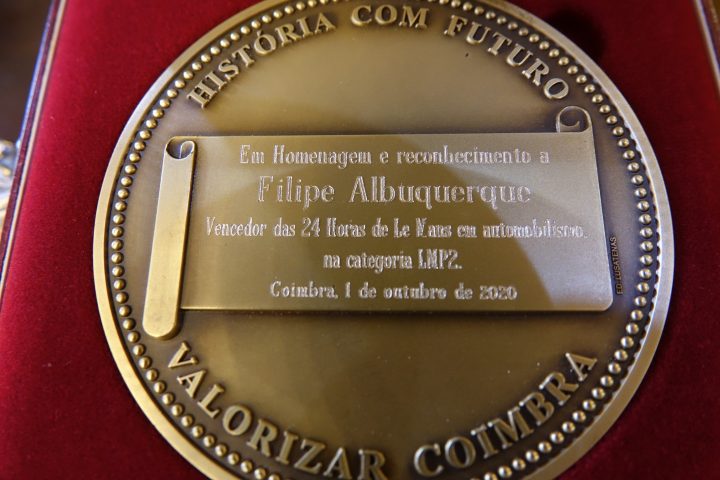 HISTÓRIA COM FUTURO
Em Homenagem e reconhecimento a
Filipe Albuquerque
Vencedor das 24 Horas de Le Mans em automobilismo,
na categoria LMP2.
Coimbra, 1 de outubro de 2020
VALORIZAR COIMBRA